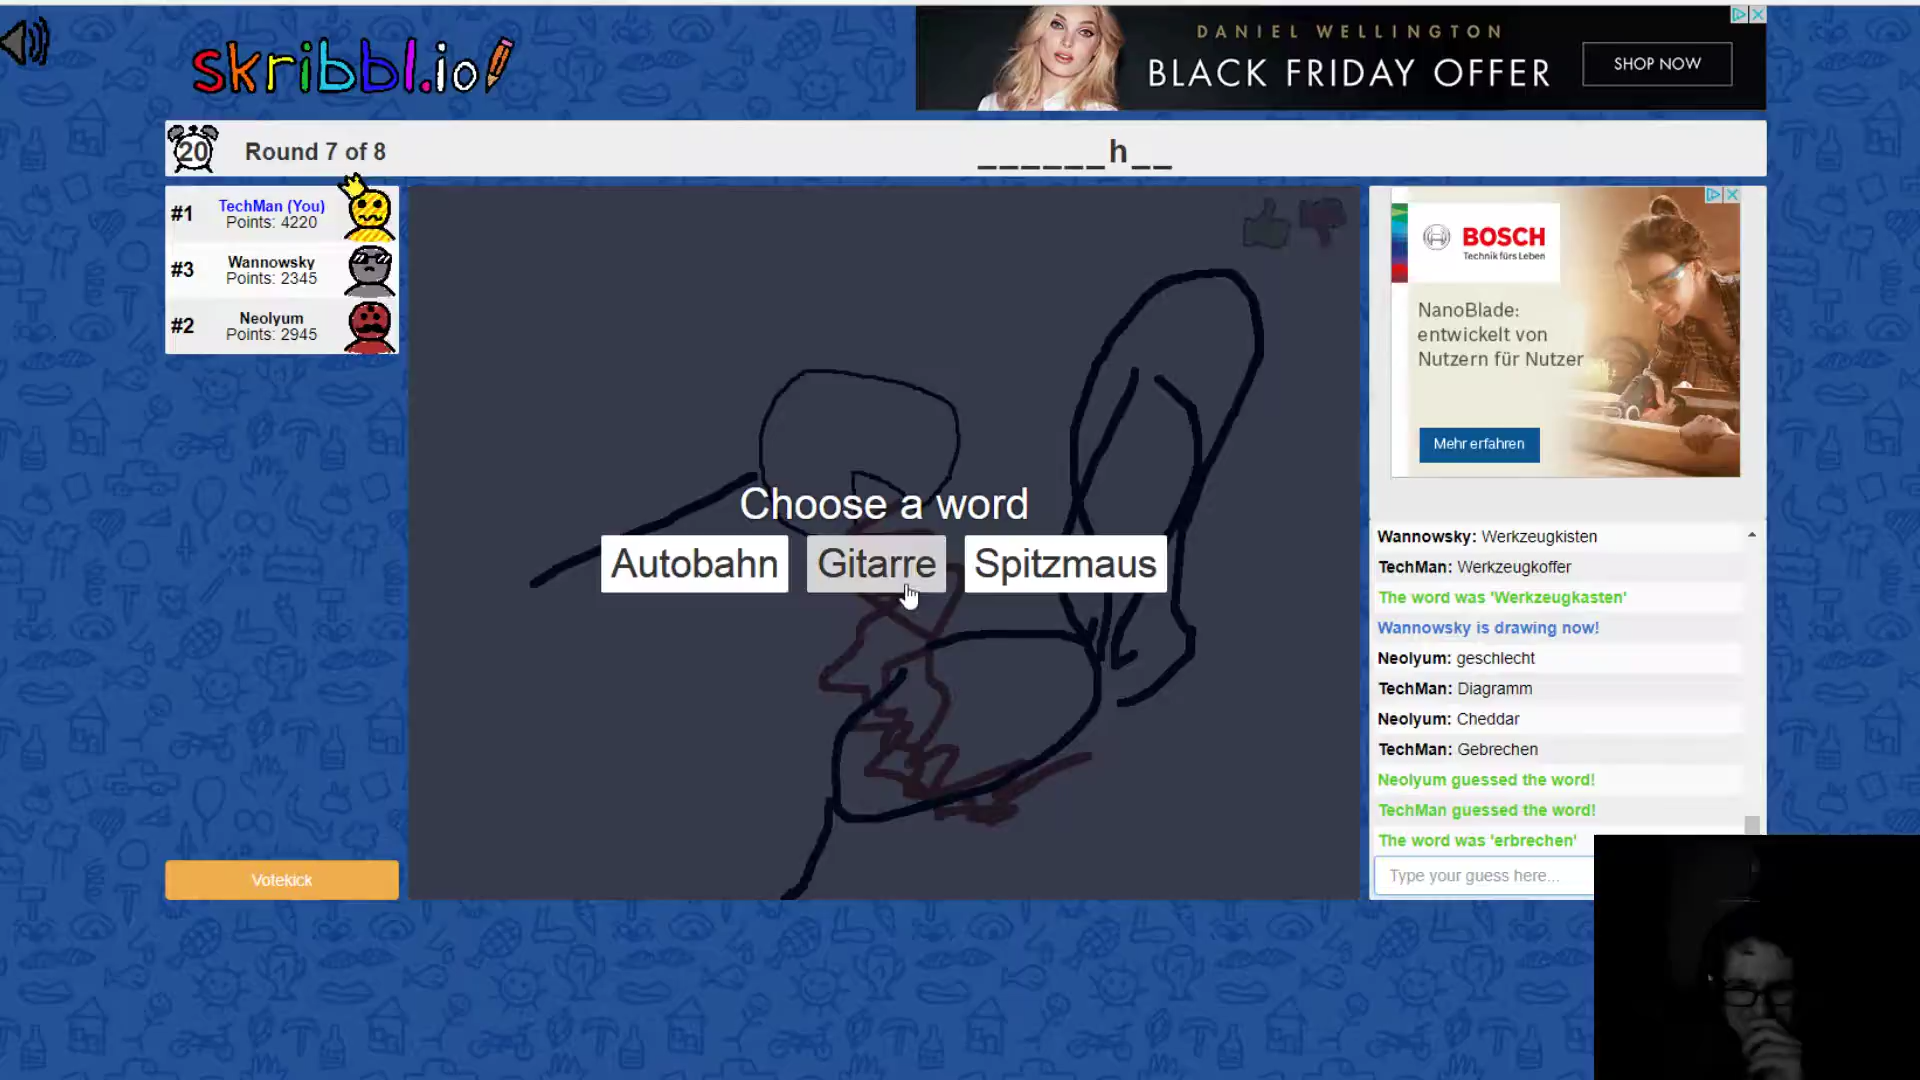 skribbl.io
DANIEL WELLINGTON
BLACK FRIDAY OFFER
SHOP NOW
20
Round 7 of 8
______h__
#1
TechMan (You)
Points: 4220
#3
Wannowsky
Points: 2345
#2
Neolyum
Points: 2945
Votekick
Choose a word
Autobahn
Gitarre
Spitzmaus
BOSCH
Technik fürs Leben
NanoBlade:
entwickelt von
Nutzern für Nutzer
Mehr erfahren
Wannowsky: Werkzeugkisten
TechMan: Werkzeugkoffer
The word was 'Werkzeugkasten'
Wannowsky is drawing now!
Neolyum: geschlecht
TechMan: Diagramm
Neolyum: Cheddar
TechMan: Gebrechen
Neolyum guessed the word!
TechMan guessed the word!
The word was 'erbrechen'
Type your guess here...